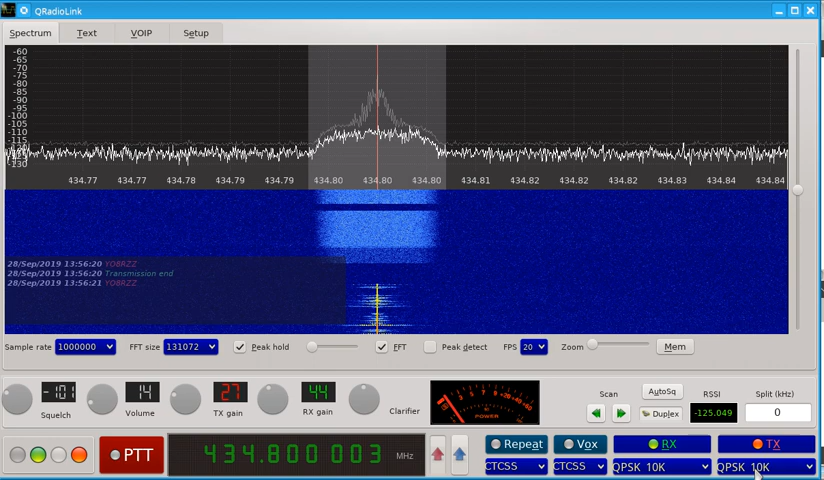 QRadioLink
Spectrum Text VOIP Setup
-60
-65
-70
-75
-80
-85
-90
-95
-100
-105
-110
-115
-120
-125
-130
434.77 434.77 434.78 434.79 434.79 434.80 434.80 434.80 434.81 434.82 434.82 434.83 434.84 434.84
28/Sep/2019 13:56:20 YO8RZZ
28/Sep/2019 13:56:20 Transmission end
28/Sep/2019 13:56:21 YO8RZZ
Sample rate 1000000 FFT size 131072 Peak hold FFT Peak detect FPS 20 Zoom Mem
-101 14 27 44
Squelch Volume TX gain RX gain Clarifier
POWER
Scan AutoSq RSSI Split (kHz)
Duplex -125.049 0
PTT 434.800 003 MHz
Repeat Vox RX TX
CTCSS CTCSS QPSK 10K QPSK 10K